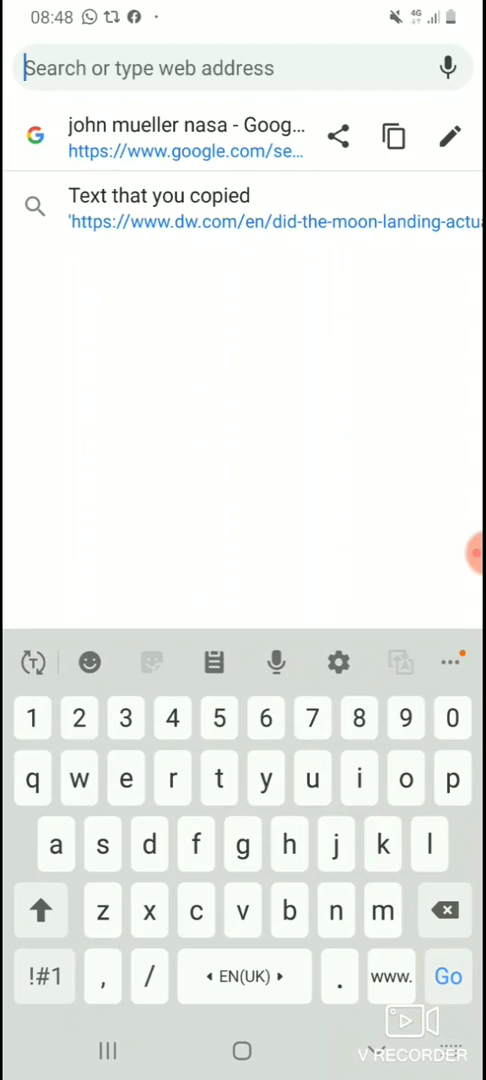 08:48
4G
Search or type web address
john mueller nasa - Goog...
https://www.google.com/se...
Text that you copied
'https://www.dw.com/en/did-the-moon-landing-actu
T
1 2 3 4 5 6 7 8 9 0
q w e r t y u i o p
a s d f g h j k l
z x c v b n m
!#1 , / EN(UK) . www. Go
V RECORDER